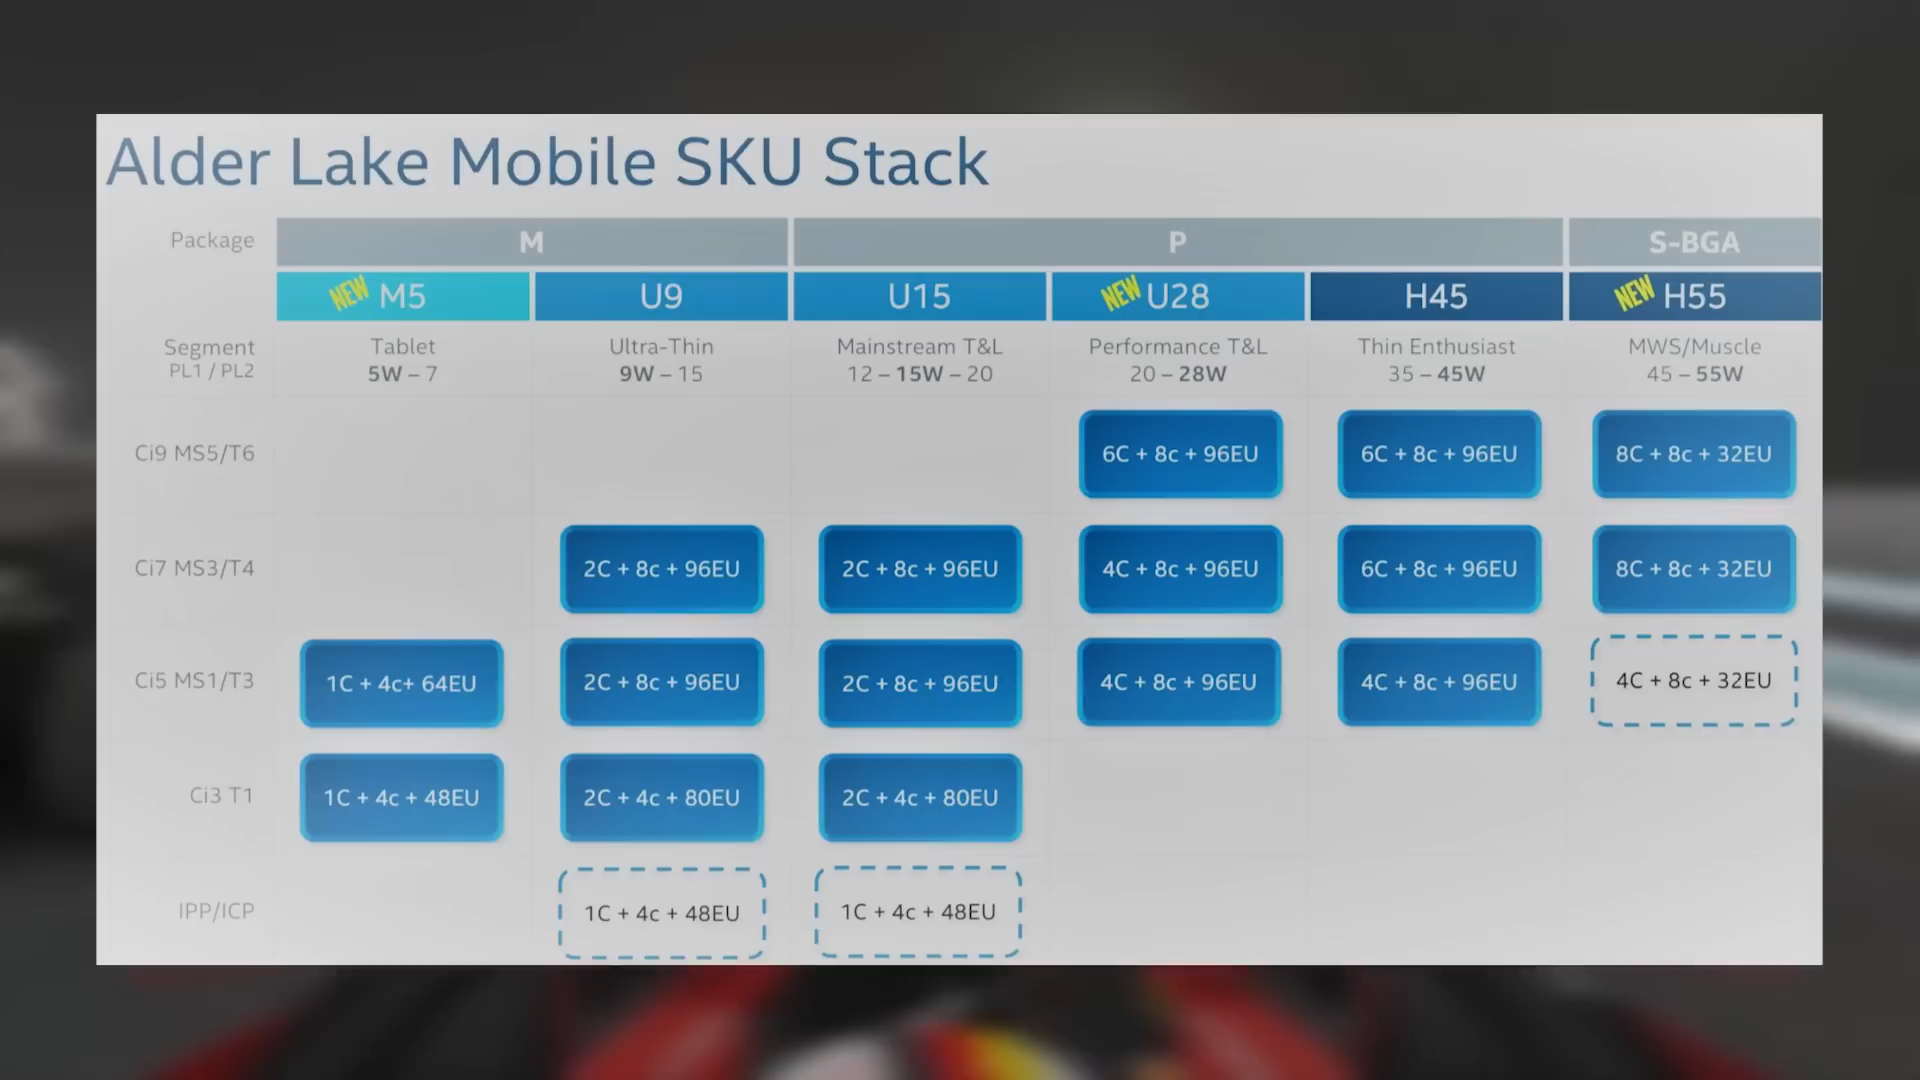 Alder Lake Mobile SKU Stack
Package M P S-BGA
NEW M5 U9 U15 NEW U28 H45 NEW H55
Segment Tablet Ultra-Thin Mainstream T&L Performance T&L Thin Enthusiast MWS/Muscle
PL1 / PL2 5W – 7 9W – 15 12 – 15W – 20 20 – 28W 35 – 45W 45 – 55W
Ci9 MS5/T6 6C + 8c + 96EU 6C + 8c + 96EU 8C + 8c + 32EU
Ci7 MS3/T4 2C + 8c + 96EU 2C + 8c + 96EU 4C + 8c + 96EU 6C + 8c + 96EU 8C + 8c + 32EU
Ci5 MS1/T3 1C + 4c+ 64EU 2C + 8c + 96EU 2C + 8c + 96EU 4C + 8c + 96EU 4C + 8c + 96EU 4C + 8c + 32EU
Ci3 T1 1C + 4c + 48EU 2C + 4c + 80EU 2C + 4c + 80EU
IPP/ICP 1C + 4c + 48EU 1C + 4c + 48EU